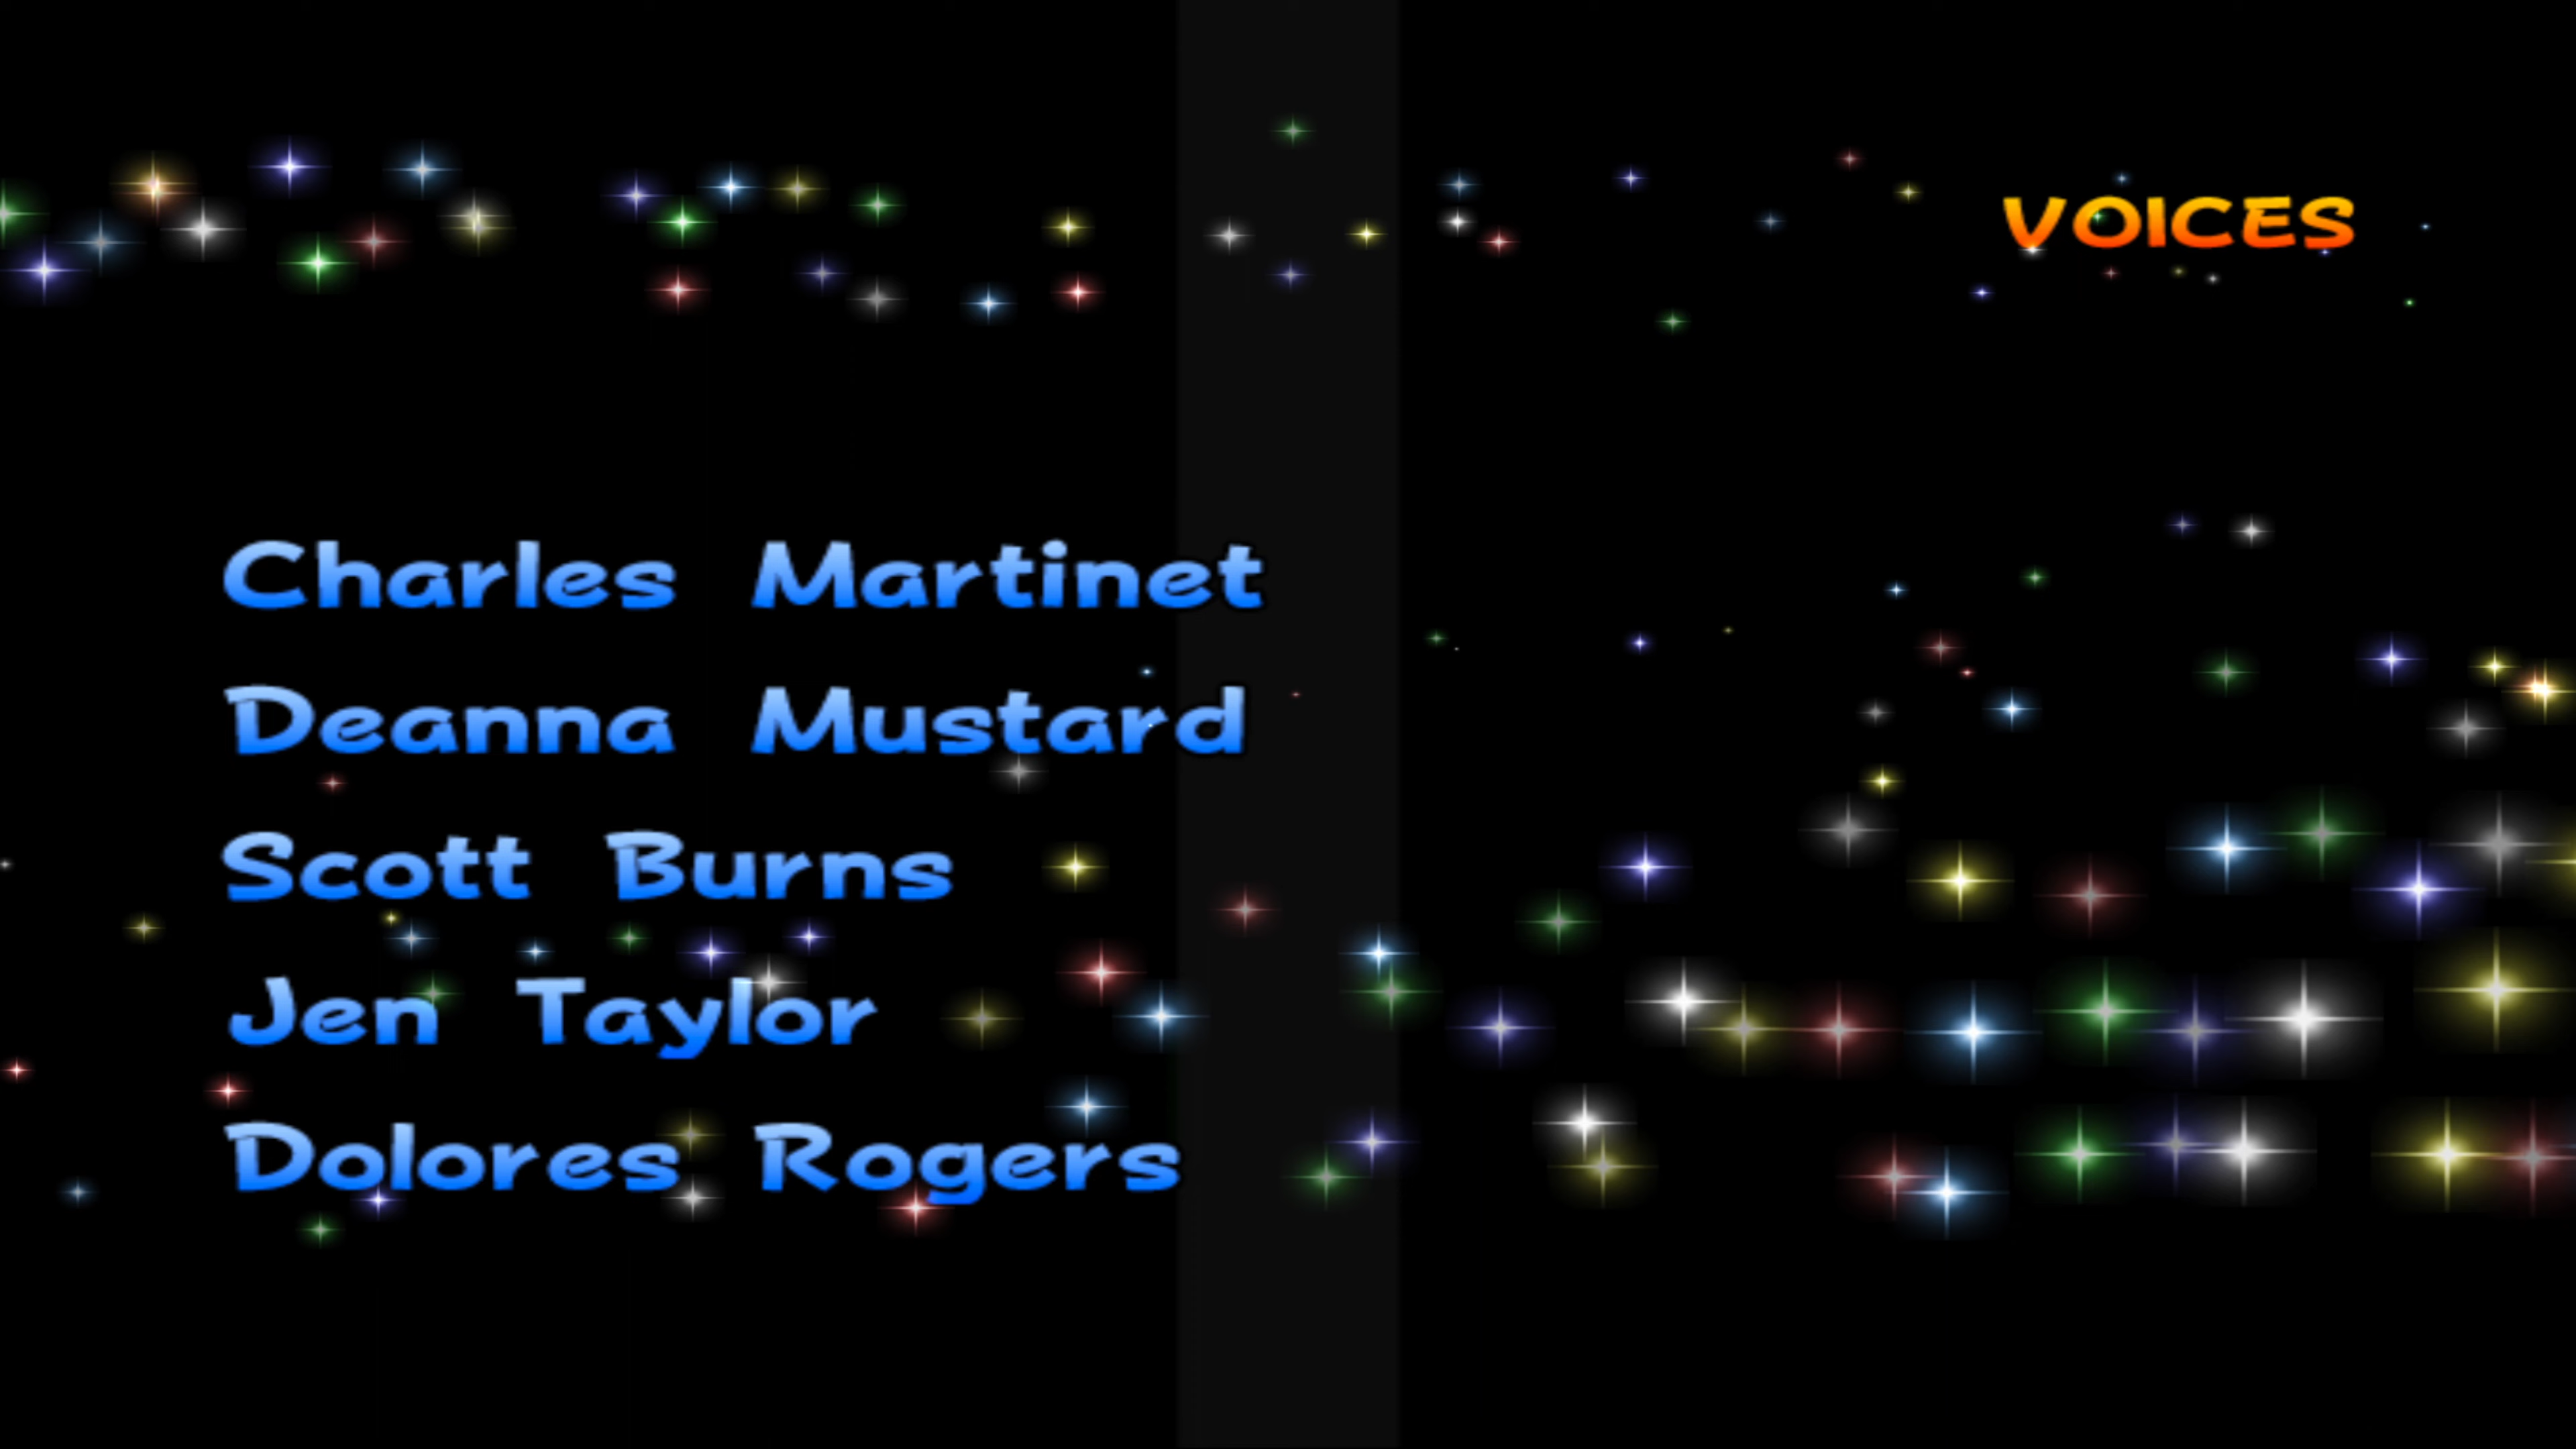 VOICES
Charles Martinet
Deanna Mustard
Scott Burns
Jen Taylor
Dolores Rogers